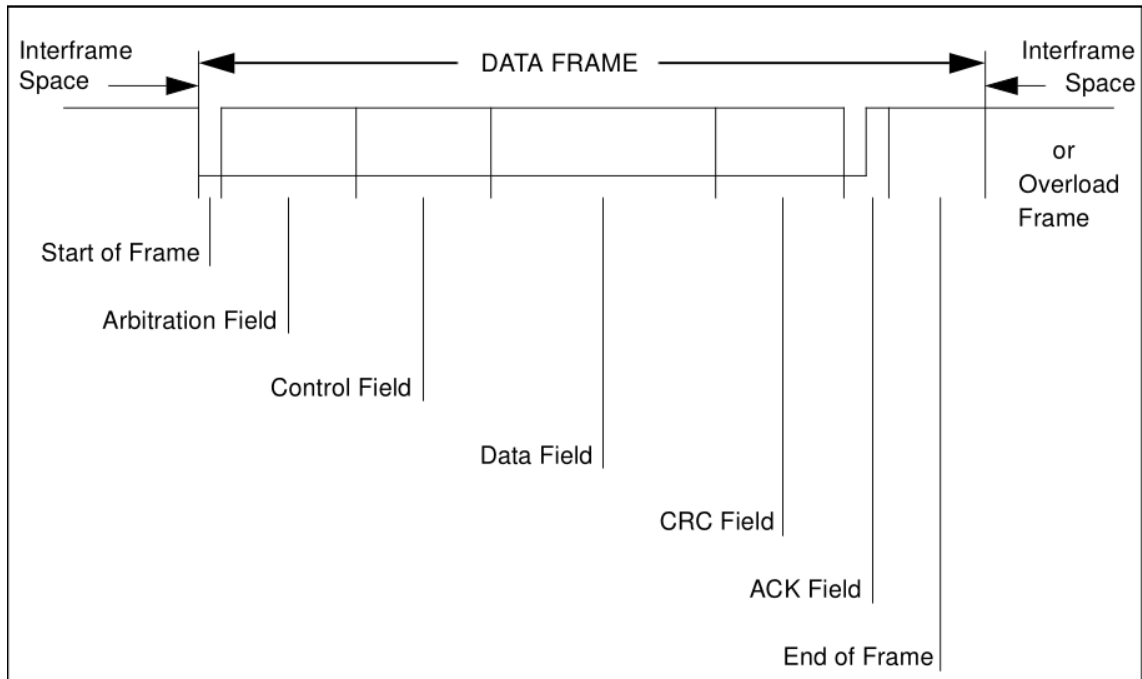 Interframe
Space
DATA FRAME
Interframe
Space
or
Overload
Frame
Start of Frame
Arbitration Field
Control Field
Data Field
CRC Field
ACK Field
End of Frame